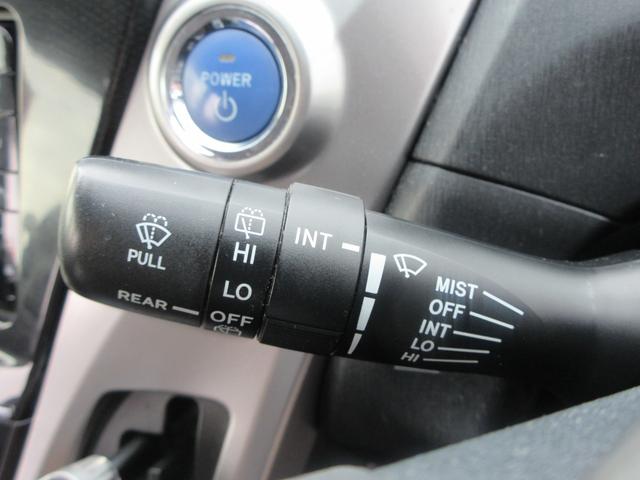 POWER
PULL
REAR
HI
LO
OFF
INT
MIST
OFF
INT
LO
HI